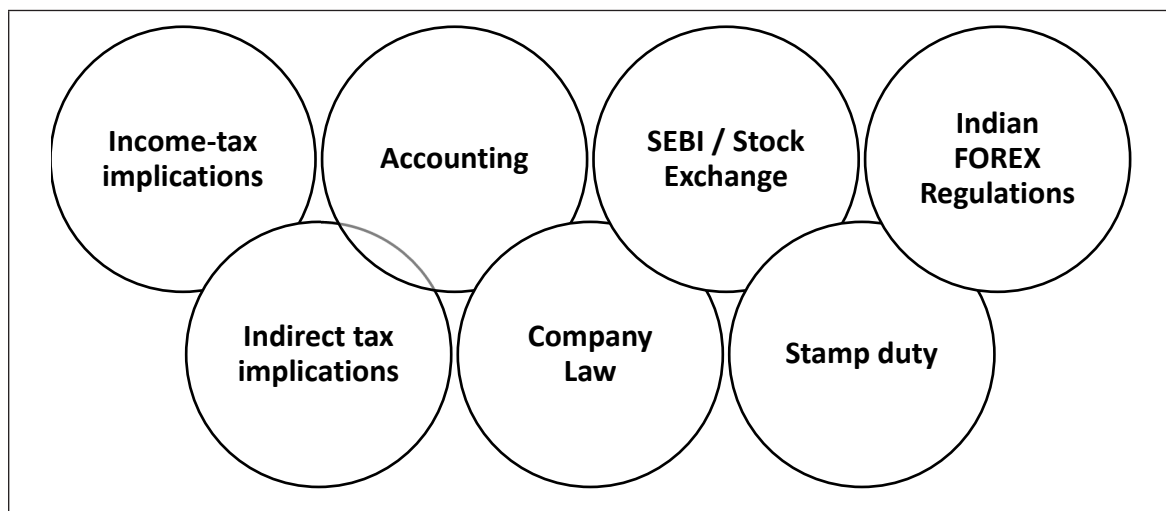 Income-tax
implications
Accounting
SEBI / Stock
Exchange
Indian
FOREX
Regulations
Indirect tax
implications
Company
Law
Stamp duty